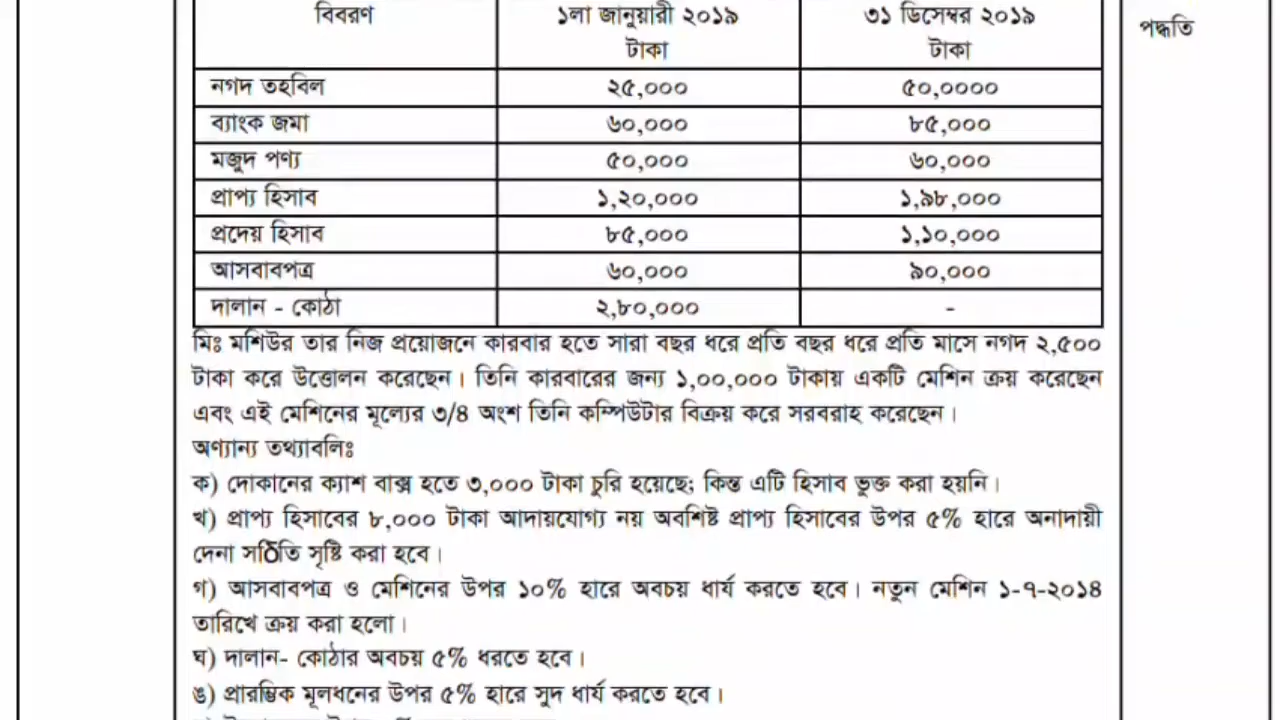 বিবরণ ১লা জানুয়ারী ২০১৯ ৩১ ডিসেম্বর ২০১৯ পদ্ধতি
টাকা টাকা
নগদ তহবিল ২৫,০০০ ৫০,০০০০
ব্যাংক জমা ৬০,০০০ ৮৫,০০০
মজুদ পণ্য ৫০,০০০ ৬০,০০০
প্রাপ্য হিসাব ১,২০,০০০ ১,৯৮,০০০
প্রদেয় হিসাব ৮৫,০০০ ১,১০,০০০
আসবাবপত্র ৬০,০০০ ৯০,০০০
দালান - কোঠা ২,৮০,০০০ -
মিঃ মশিউর তার নিজ প্রয়োজনে কারবার হতে সারা বছর ধরে প্রতি বছর ধরে প্রতি মাসে নগদ ২,৫০০
টাকা করে উত্তোলন করেছেন। তিনি কারবারের জন্য ১,০০,০০০ টাকায় একটি মেশিন ক্রয় করেছেন
এবং এই মেশিনের মূল্যের ৩/৪ অংশ তিনি কম্পিউটার বিক্রয় করে সরবরাহ করেছেন।
অণ্যান্য তথ্যাবলিঃ
ক) দোকানের ক্যাশ বাক্স হতে ৩,০০০ টাকা চুরি হয়েছে; কিন্ত এটি হিসাব ভুক্ত করা হয়নি।
খ) প্রাপ্য হিসাবের ৮,০০০ টাকা আদায়যোগ্য নয় অবশিষ্ট প্রাপ্য হিসাবের উপর ৫% হারে অনাদায়ী
দেনা সৃষ্টি করা হবে।
গ) আসবাবপত্র ও মেশিনের উপর ১০% হারে অবচয় ধার্য করতে হবে। নতুন মেশিন ১-৭-২০১৪
তারিখে ক্রয় করা হলো।
ঘ) দালান- কোঠার অবচয় ৫% ধরতে হবে।
ঙ) প্রারম্ভিক মূলধনের উপর ৫% হারে সুদ ধার্য করতে হবে।